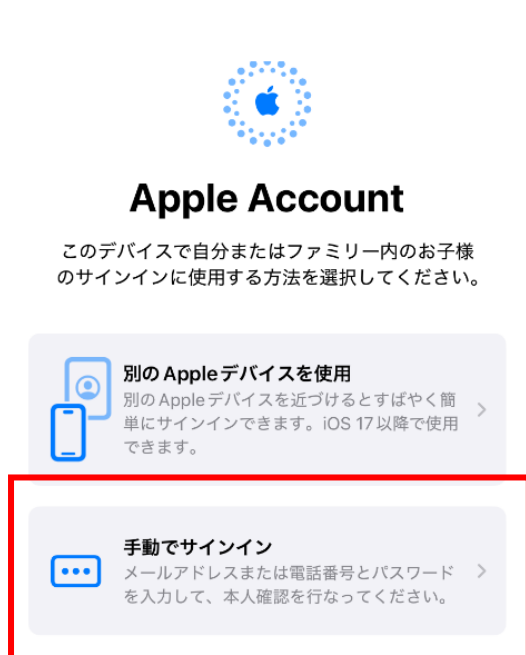 Apple Account
このデバイスで自分またはファミリー内のお子様
のサインインに使用する方法を選択してください。
別のAppleデバイスを使用
別のAppleデバイスを近づけるとすばやく簡
単にサインインできます。iOS 17以降で使用
できます。
手動でサインイン
メールアドレスまたは電話番号とパスワード
を入力して、本人確認を行なってください。